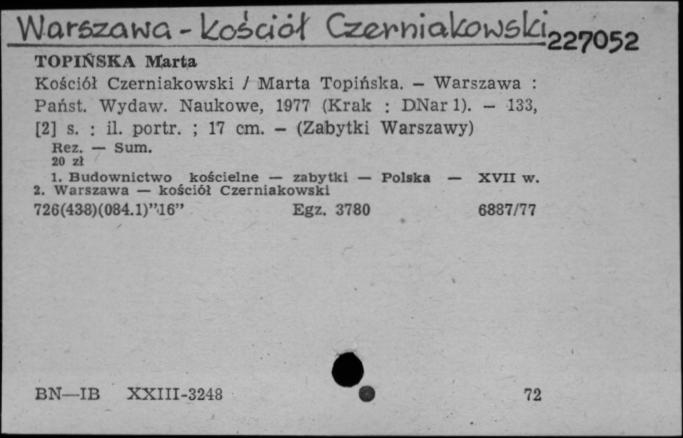 Warszawa - kościół Czerniakowski
227052
TOPIŃSKA Marta
Kościół Czerniakowski / Marta Topińska. — Warszawa :
Państ. Wydaw. Naukowe, 1977 (Krak : DNar 1). — 133,
[2] s. : il. portr. ; 17 cm. — (Zabytki Warszawy)
Rez. — Sum.
20 zł
1. Budownictwo kościelne — zabytki — Polska — XVII w.
2. Warszawa — kościół Czerniakowski
726(438)(084.1)"16" Egz. 3780 6887/77
BN—IB XXIII-3248 72